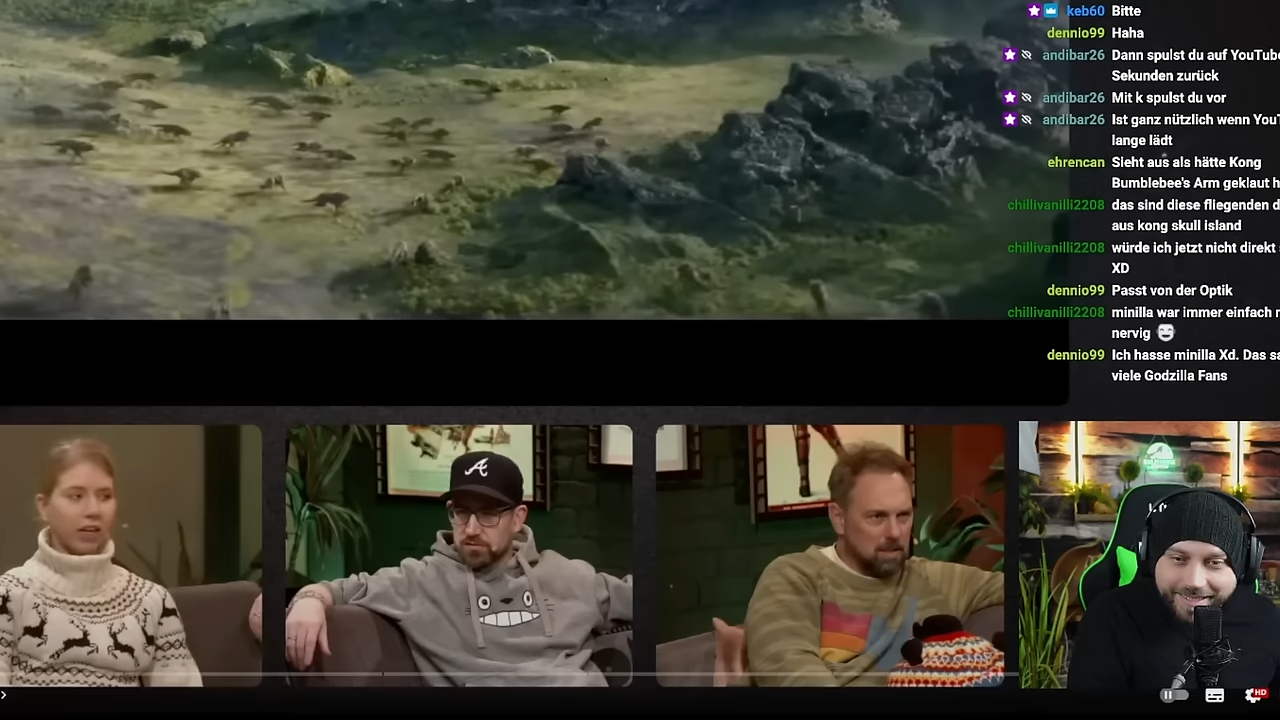 keb60 Bitte
dennio99 Haha
andibar26 Dann spulst du auf YouTube
Sekunden zurück
andibar26 Mit k spulst du vor
andibar26 Ist ganz nützlich wenn You
lange lädt
ehrencan Sieht aus als hätte Kong
Bumblebee's Arm geklaut h
chillivanilli2208 das sind diese fliegenden d
aus kong skull island
chillivanilli2208 würde ich jetzt nicht direkt
XD
dennio99 Passt von der Optik
chillivanilli2208 minilla war immer einfach
nervig
dennio99 Ich hasse minilla Xd. Das sa
viele Godzilla Fans
A
HD